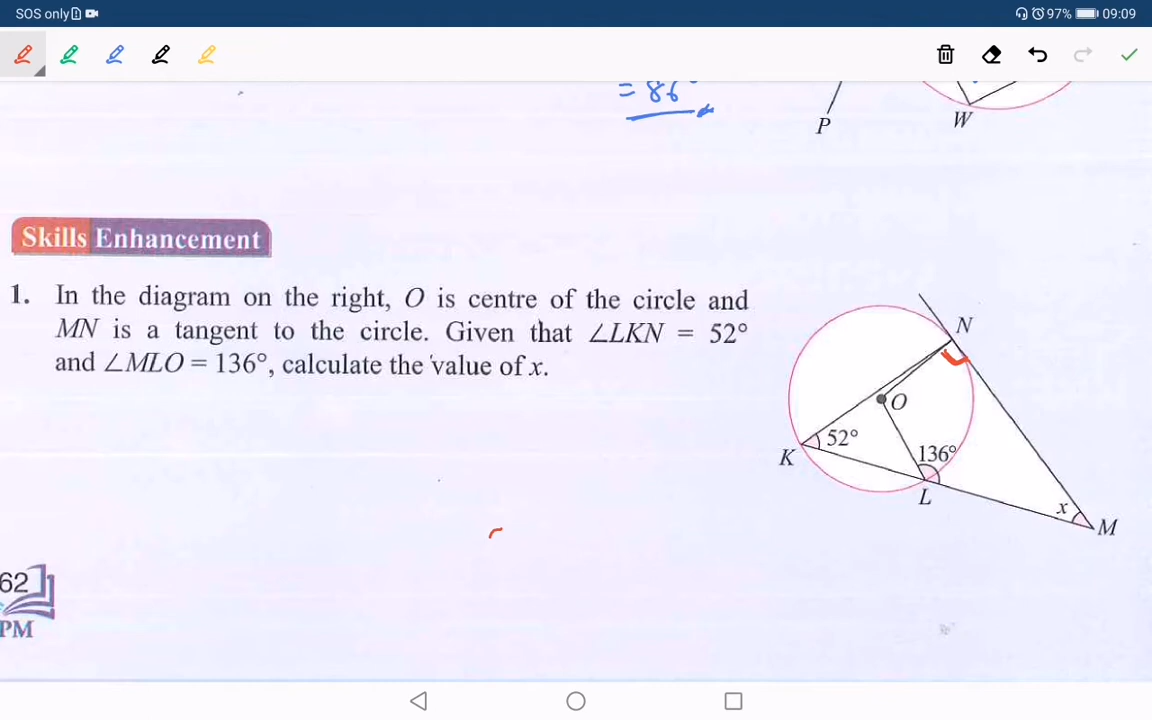 SOS only 97% 09:09
= 86°
P
W
Skills Enhancement
1. In the diagram on the right, O is centre of the circle and
MN is a tangent to the circle. Given that ∠LKN = 52°
and ∠MLO = 136°, calculate the value of x.
N
O
52°
136°
K
L
x
M
62
PM